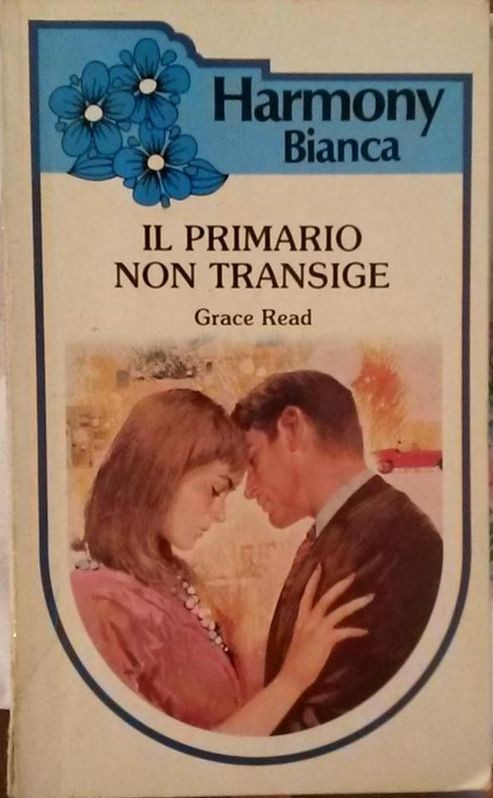 Harmony
Bianca
IL PRIMARIO
NON TRANSIGE
Grace Read